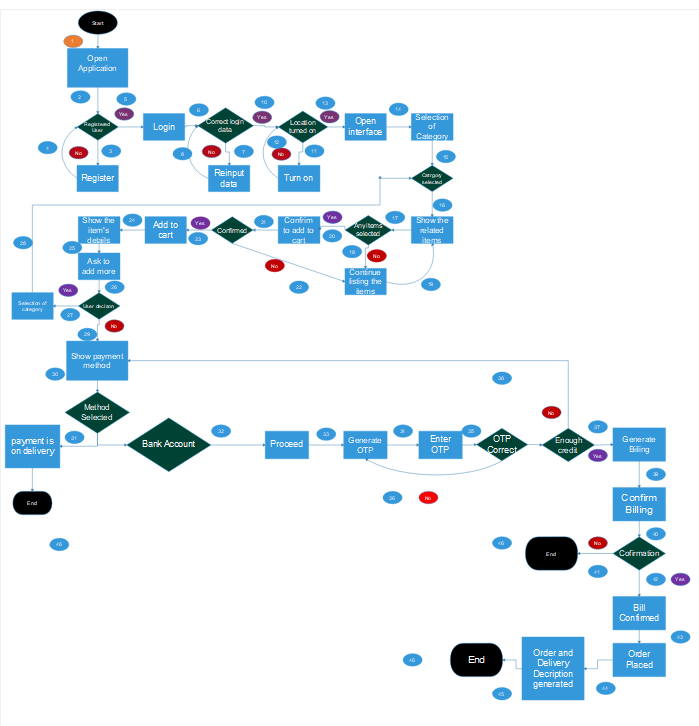 Start
1
Open
Application
2
5
Yes
Registered
User
4
No
3
Register
Login
6
Correct login
data
10
Yes
No
7
8
Reinput
data
Location
turned on
13
Yes
12
No
11
Turn on
Open
interface
14
Selection
of
Category
15
Category
selected
16
Show the
related
items
17
Any items
selected
18
No
Continue
listing the
items
19
Yes
20
Confrim
to add to
cart
21
Confirmed
No
22
Yes
23
Add to
cart
24
Show the
item's
details
25
Ask to
add more
26
User decison
Yes
27
Selection of
category
No
Show payment
method
30
Method
Selected
31
payment is
on delivery
End
Bank Account
32
Proceed
33
Generate
OTP
Enter
OTP
35
OTP
Correct
36
No
Enough
credit
No
38
37
Yes
Generate
Billing
Confirm
Billing
40
Cofirmation
No
41
End
42
Yes
Bill
Confirmed
43
Order
Placed
44
Order and
Delivery
Decription
generated
45
End